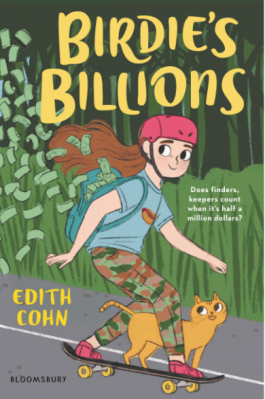 BIRDIE'S
BILLIONS
Does finders,
keepers count
when it's half a
million dollars?
EDITH
COHN
BLOOMSBURY